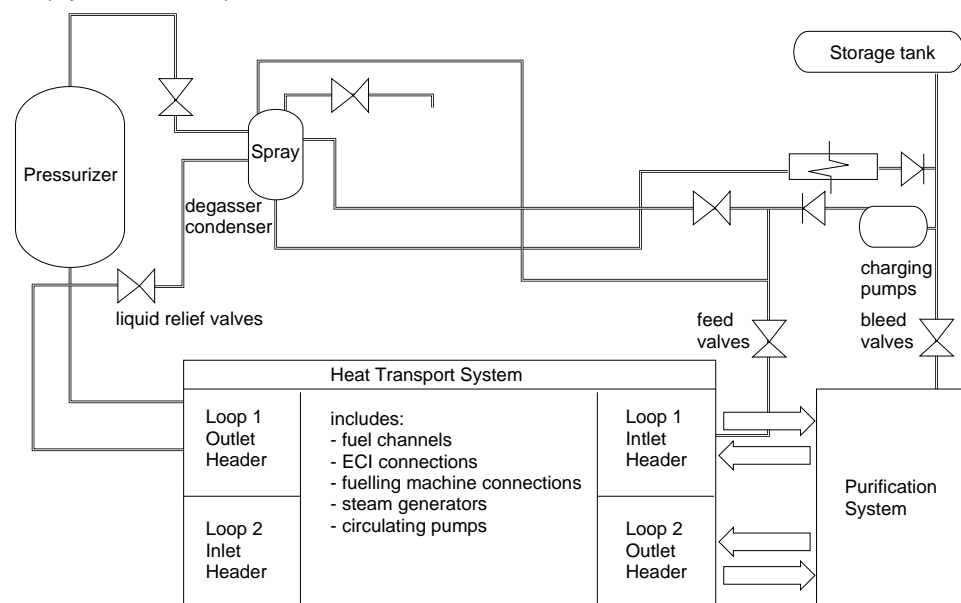 Storage tank
Spray
Pressurizer
degasser
condenser
charging
pumps
liquid relief valves
feed
valves
bleed
valves
Heat Transport System
Loop 1
Outlet
Header
includes:
- fuel channels
- ECI connections
- fuelling machine connections
- steam generators
- circulating pumps
Loop 1
Intlet
Header
Purification
System
Loop 2
Inlet
Header
Loop 2
Outlet
Header